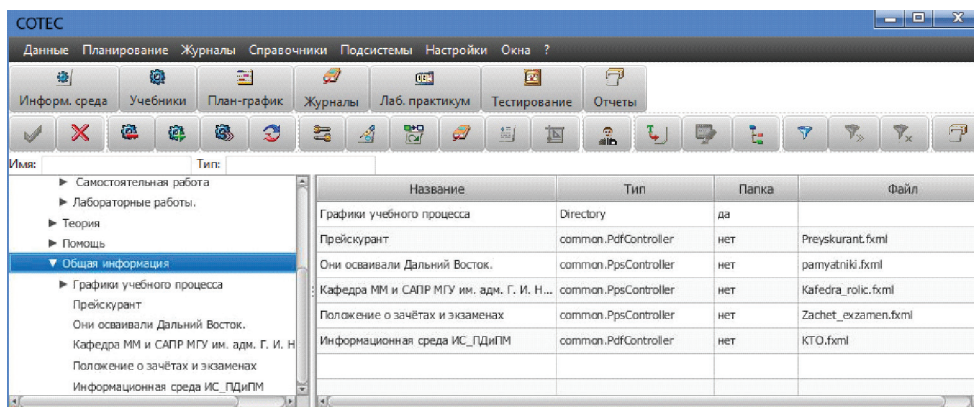 COTEC
Данные Планирование Журналы Справочники Подсистемы Настройки Окна ?
Информ. среда Учебники План-график Журналы Лаб. практикум Тестирование Отчеты
Имя: Тип:
Самостоятельная работа
Лабораторные работы.
Теория
Помощь
Общая информация
Графики учебного процесса
Прейскурант
Они осваивали Дальний Восток.
Кафедра ММ и САПР МГУ им. адм. Г. И. Н
Положение о зачётах и экзаменах
Информационная среда ИС_ПДиПМ
Название Тип Папка Файл
Графики учебного процесса Directory да
Прейскурант common.PdfController нет Preyskurant.fxml
Они осваивали Дальний Восток. common.PpsController нет pamyatniki.fxml
Кафедра ММ и САПР МГУ им. адм. Г. И. Н... common.PpsController нет Kafedra_rolic.fxml
Положение о зачётах и экзаменах common.PpsController нет Zachet_exzamen.fxml
Информационная среда ИС_ПДиПМ common.PdfController нет KTO.fxml